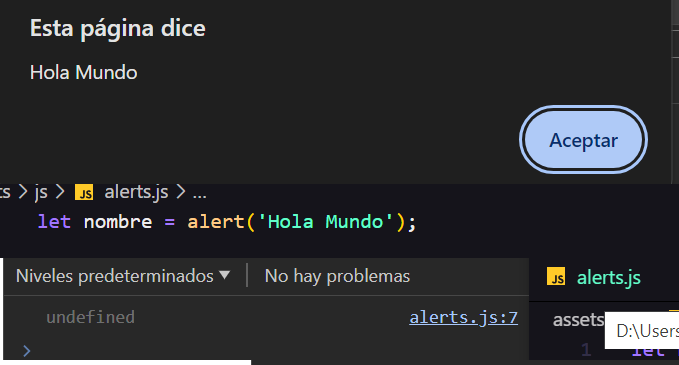 Esta página dice
Hola Mundo
Aceptar
ts > js > JS alerts.js > ...
let nombre = alert('Hola Mundo');
Niveles predeterminados ▼ | No hay problemas
undefined alerts.js:7
>
JS alerts.js
assets
D:\Users
1 let